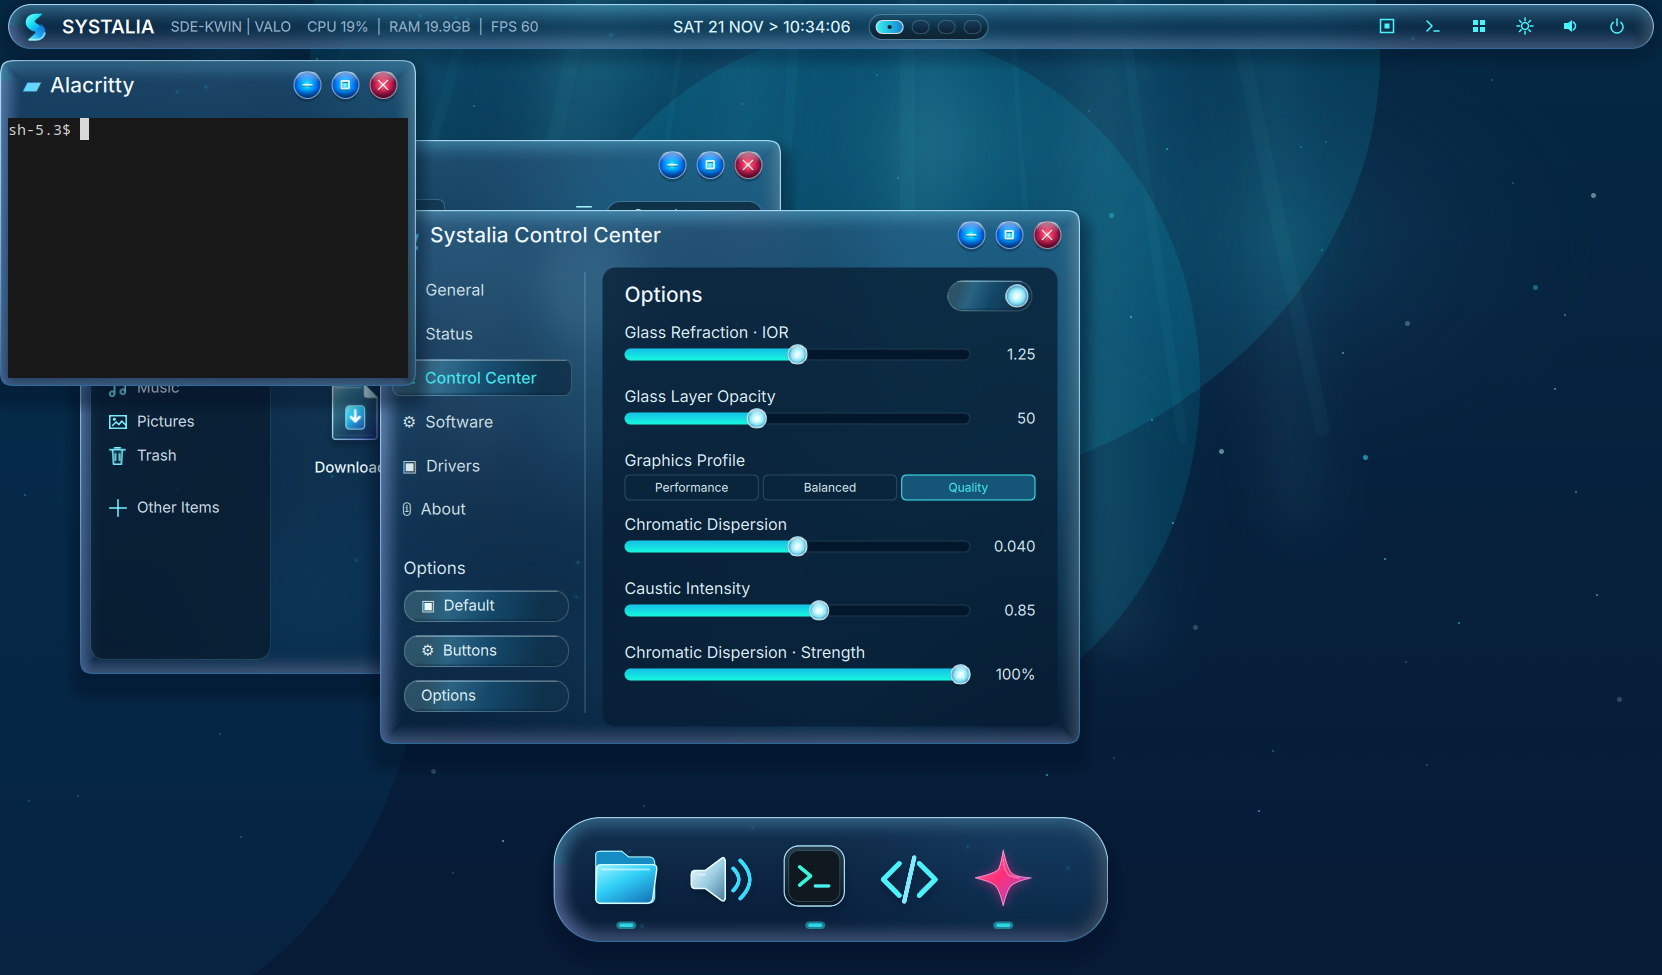 SYSTALIA SDE-KWIN | VALO CPU 19% | RAM 19.9GB | FPS 60 SAT 21 NOV > 10:34:06
Alacritty
sh-5.3$
Music
Pictures
Trash
Other Items
Systalia Control Center
General
Status
Control Center
Software
Drivers
About
Options
Default
Buttons
Options
Options
Glass Refraction · IOR
1.25
Glass Layer Opacity
50
Graphics Profile
Performance Balanced Quality
Chromatic Dispersion
0.040
Caustic Intensity
0.85
Chromatic Dispersion · Strength
100%